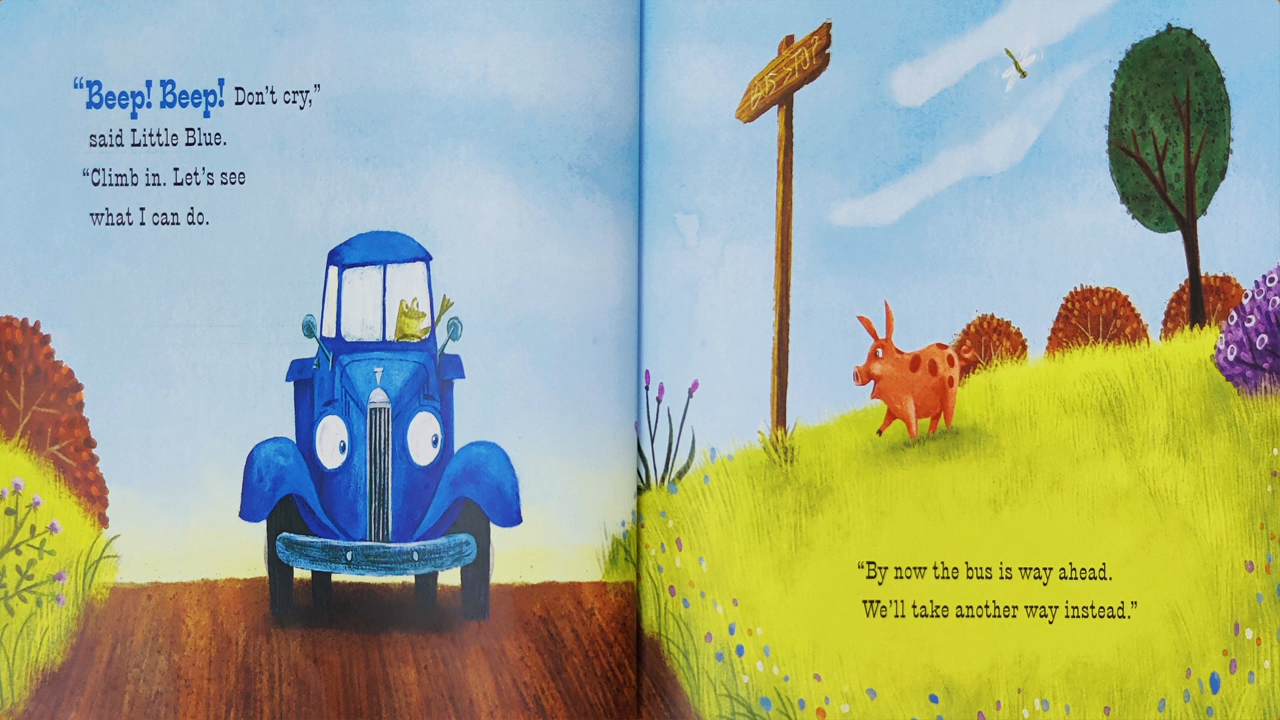 “Beep! Beep! Don’t cry,”
said Little Blue.
“Climb in. Let’s see
what I can do.
BUS STOP
“By now the bus is way ahead.
We’ll take another way instead.”